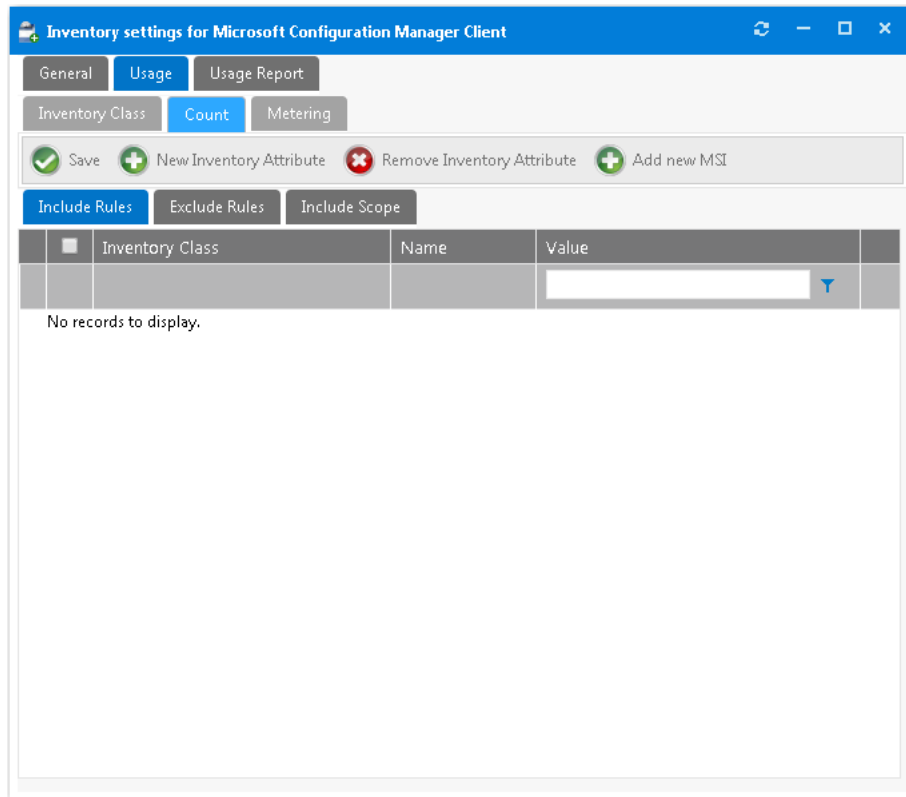 Inventory settings for Microsoft Configuration Manager Client
General Usage Usage Report
Inventory Class Count Metering
Save New Inventory Attribute Remove Inventory Attribute Add new MSI
Include Rules Exclude Rules Include Scope
Inventory Class Name Value
No records to display.